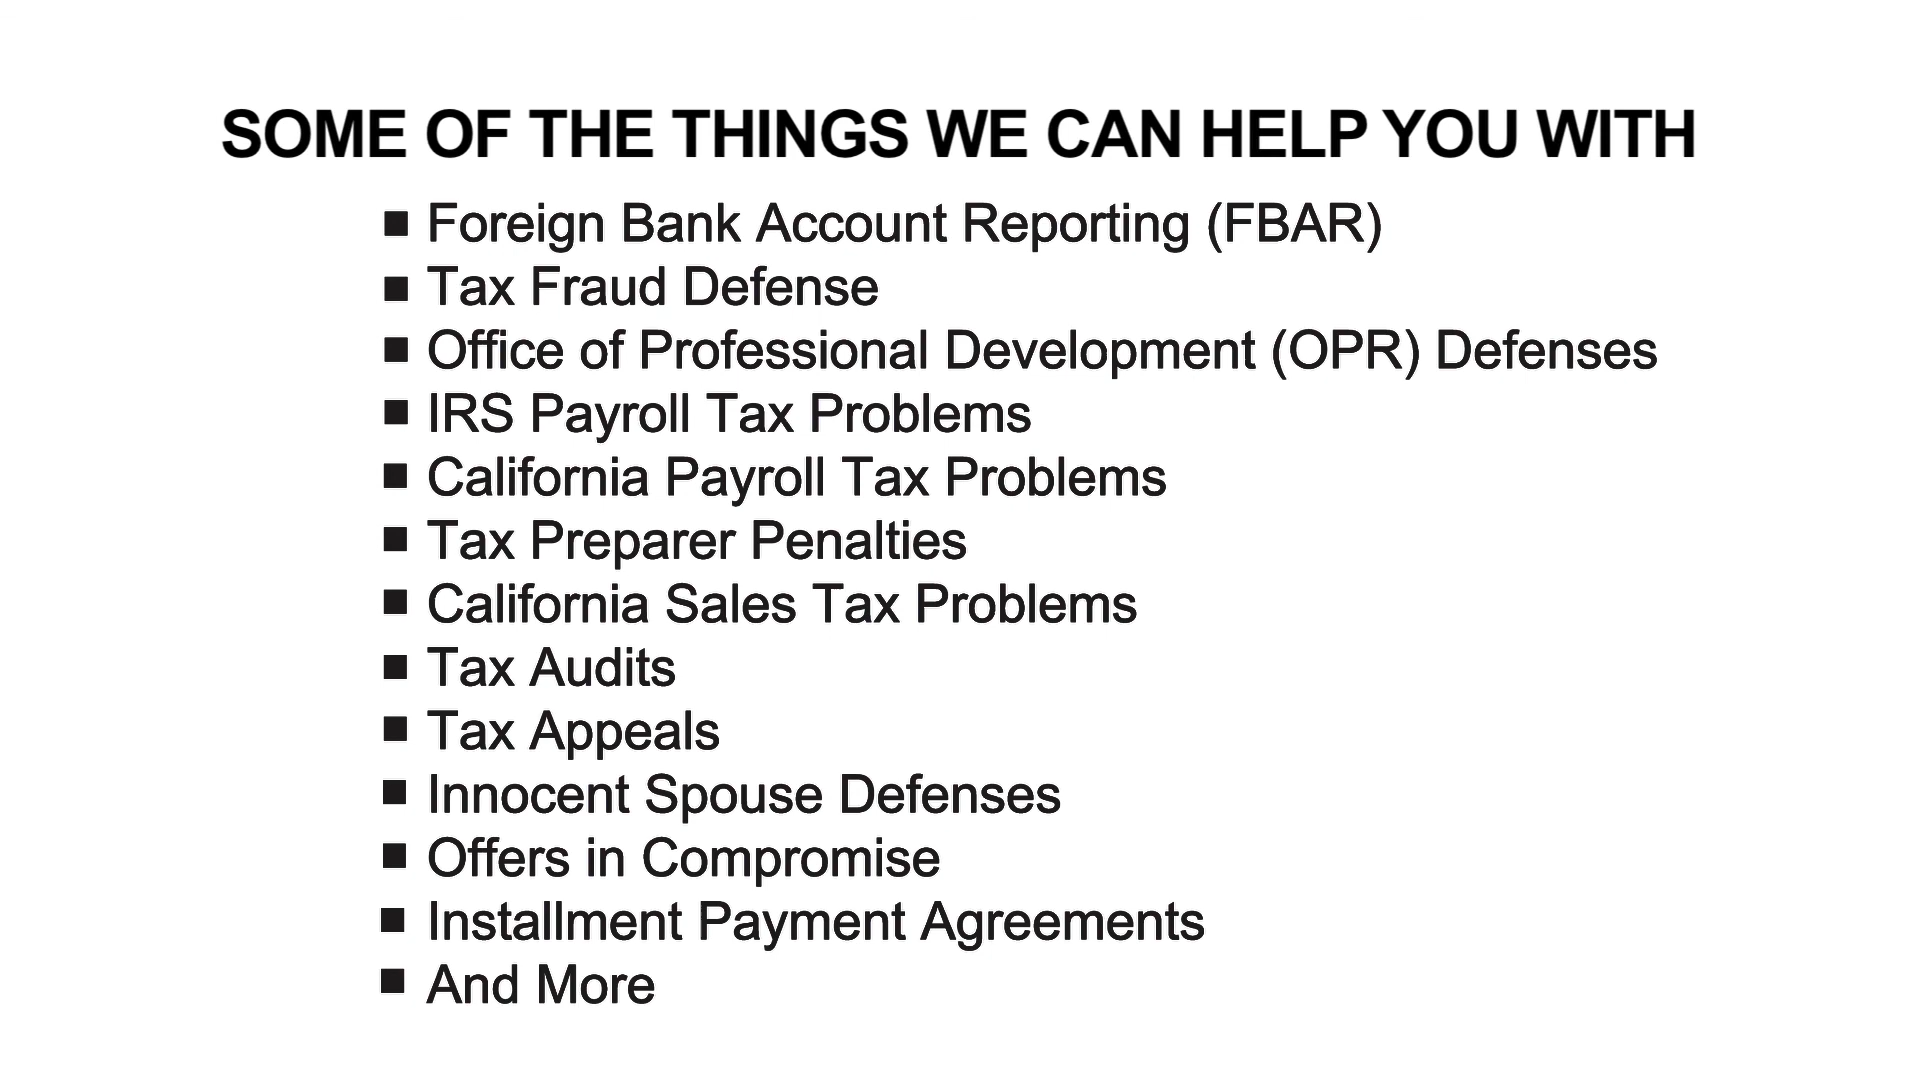 SOME OF THE THINGS WE CAN HELP YOU WITH
■ Foreign Bank Account Reporting (FBAR)
■ Tax Fraud Defense
■ Office of Professional Development (OPR) Defenses
■ IRS Payroll Tax Problems
■ California Payroll Tax Problems
■ Tax Preparer Penalties
■ California Sales Tax Problems
■ Tax Audits
■ Tax Appeals
■ Innocent Spouse Defenses
■ Offers in Compromise
■ Installment Payment Agreements
■ And More